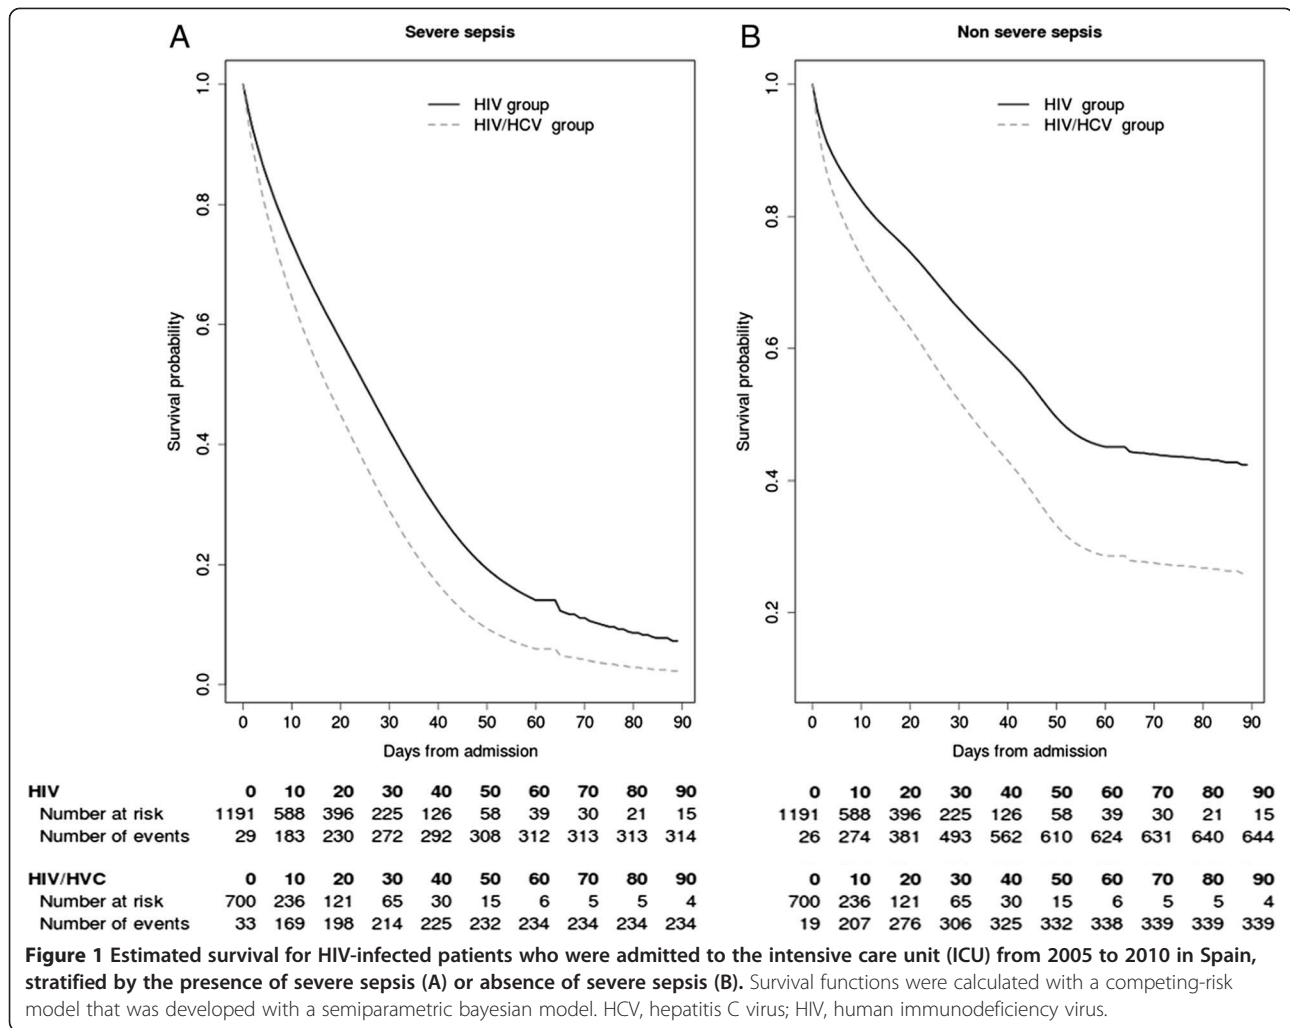 A
Severe sepsis
HIV group
HIV/HCV group
Survival probability
1.0
0.8
0.6
0.4
0.2
0.0
0 10 20 30 40 50 60 70 80 90
Days from admission
B
Non severe sepsis
HIV group
HIV/HCV group
Survival probability
1.0
0.8
0.6
0.4
0.2
0 10 20 30 40 50 60 70 80 90
Days from admission
HIV 0 10 20 30 40 50 60 70 80 90 0 10 20 30 40 50 60 70 80 90
Number at risk 1191 588 396 225 126 58 39 30 21 15 1191 588 396 225 126 58 39 30 21 15
Number of events 29 183 230 272 292 308 312 313 313 314 26 274 381 493 562 610 624 631 640 644
HIV/HVC 0 10 20 30 40 50 60 70 80 90 0 10 20 30 40 50 60 70 80 90
Number at risk 700 236 121 65 30 15 6 5 5 4 700 236 121 65 30 15 6 5 5 4
Number of events 33 169 198 214 225 232 234 234 234 234 19 207 276 306 325 332 338 339 339 339
Figure 1 Estimated survival for HIV-infected patients who were admitted to the intensive care unit (ICU) from 2005 to 2010 in Spain,
stratified by the presence of severe sepsis (A) or absence of severe sepsis (B). Survival functions were calculated with a competing-risk
model that was developed with a semiparametric bayesian model. HCV, hepatitis C virus; HIV, human immunodeficiency virus.